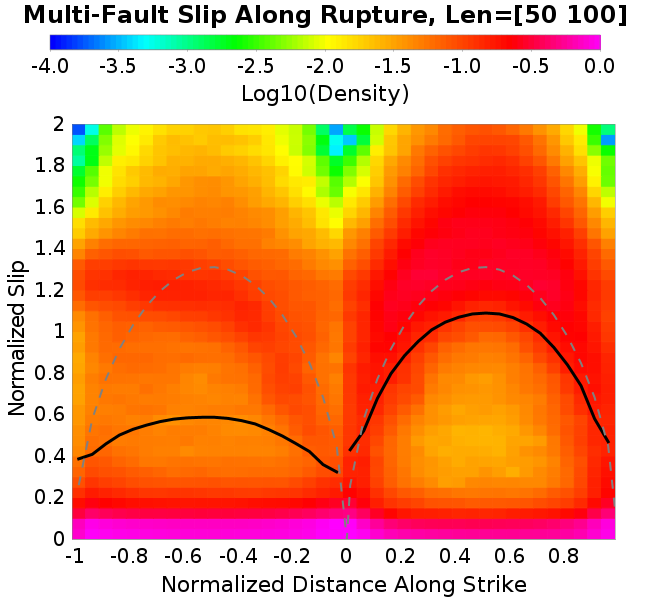 Multi-Fault Slip Along Rupture, Len=[50 100]
-4.0 -3.5 -3.0 -2.5 -2.0 -1.5 -1.0 -0.5 0.0
Log10(Density)
2
1.8
1.6
1.4
1.2
1
0.8
0.6
0.4
0.2
0
Normalized Slip
-1 -0.8 -0.6 -0.4 -0.2 0 0.2 0.4 0.6 0.8
Normalized Distance Along Strike